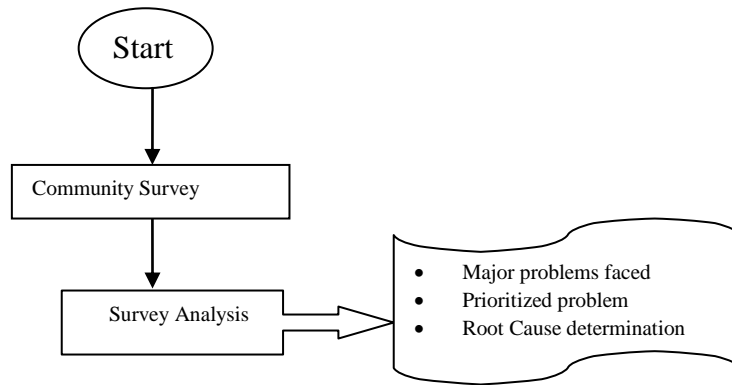 Start
Community Survey
Survey Analysis
• Major problems faced
• Prioritized problem
• Root Cause determination